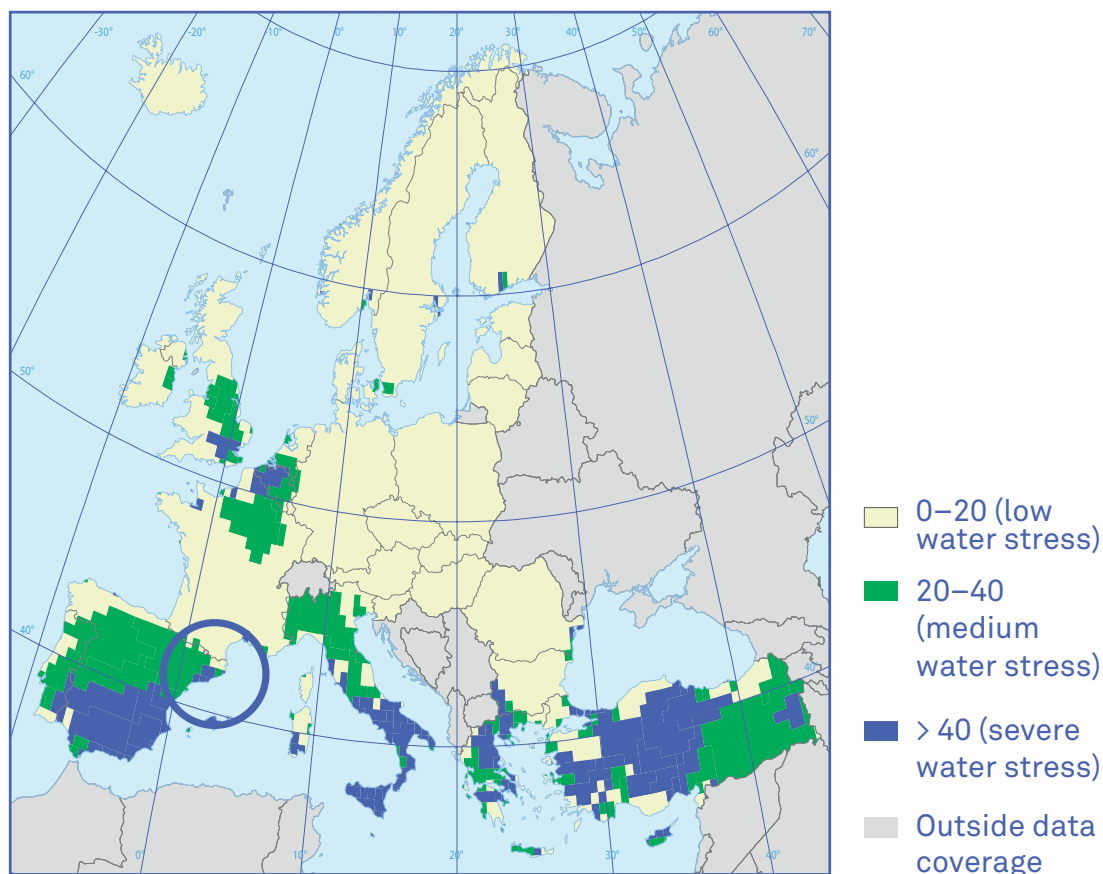 -30°
-20°
-10°
0°
10°
20°
30°
40°
50°
60°
70°
60°
60°
50°
50°
40°
40°
0°
10°
20°
30°
40°
0–20 (low
water stress)
20–40
(medium
water stress)
> 40 (severe
water stress)
Outside data
coverage